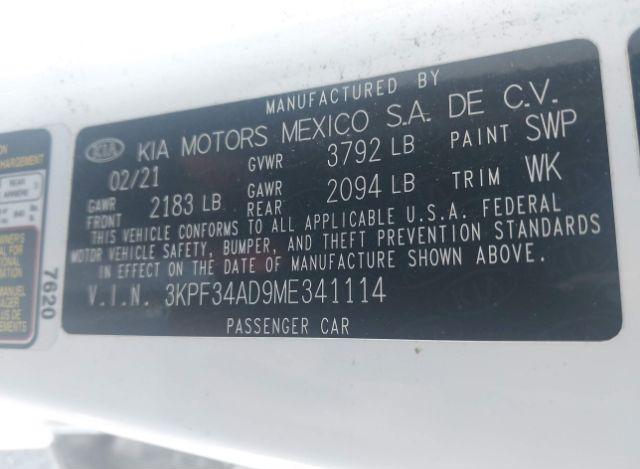 MANUFACTURED BY
KIA KIA MOTORS MEXICO S.A. DE C.V.
02/21 GVWR 3792 LB PAINT SWP
GAWR FRONT 2183 LB GAWR REAR 2094 LB TRIM WK
THIS VEHICLE CONFORMS TO ALL APPLICABLE U.S.A. FEDERAL
MOTOR VEHICLE SAFETY, BUMPER, AND THEFT PREVENTION STANDARDS
IN EFFECT ON THE DATE OF MANUFACTURE SHOWN ABOVE.
V.I.N. 3KPF34AD9ME341114
PASSENGER CAR
7620
REAR